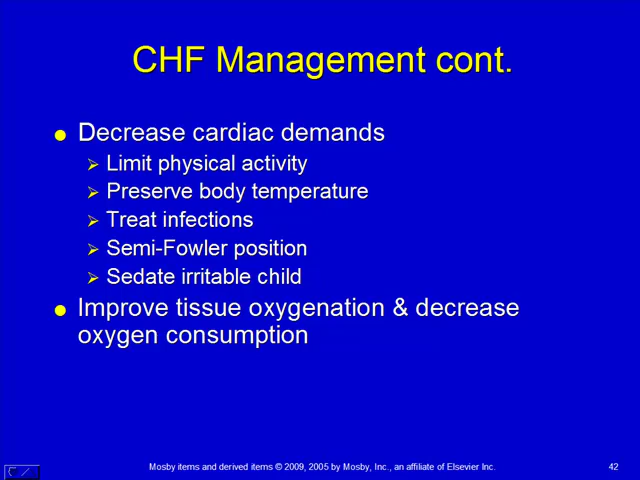 CHF Management cont.
Decrease cardiac demands
Limit physical activity
Preserve body temperature
Treat infections
Semi-Fowler position
Sedate irritable child
Improve tissue oxygenation & decrease
oxygen consumption
Mosby items and derived items © 2009, 2005 by Mosby, Inc., an affiliate of Elsevier Inc.
42